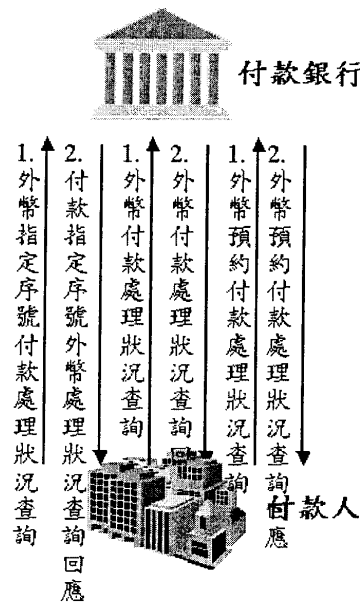 付款銀行
1.外幣指定序號付款處理狀況查詢
2.付款指定序號外幣處理狀況查詢回應
1.外幣付款處理狀況查詢
2.外幣付款處理狀況查詢
1.外幣預約付款處理狀況查詢
2.外幣預約付款處理狀況查詢應
付款人